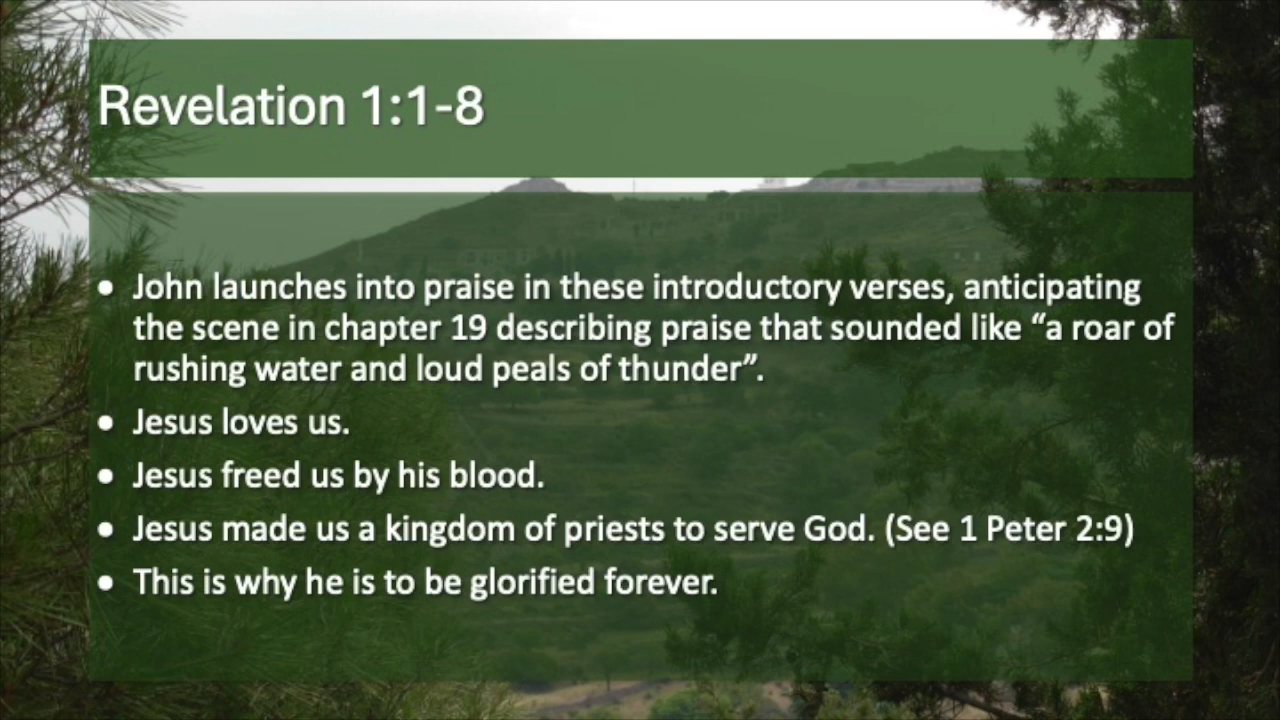 Revelation 1:1-8
• John launches into praise in these introductory verses, anticipating
the scene in chapter 19 describing praise that sounded like “a roar of
rushing water and loud peals of thunder”.
• Jesus loves us.
• Jesus freed us by his blood.
• Jesus made us a kingdom of priests to serve God. (See 1 Peter 2:9)
• This is why he is to be glorified forever.